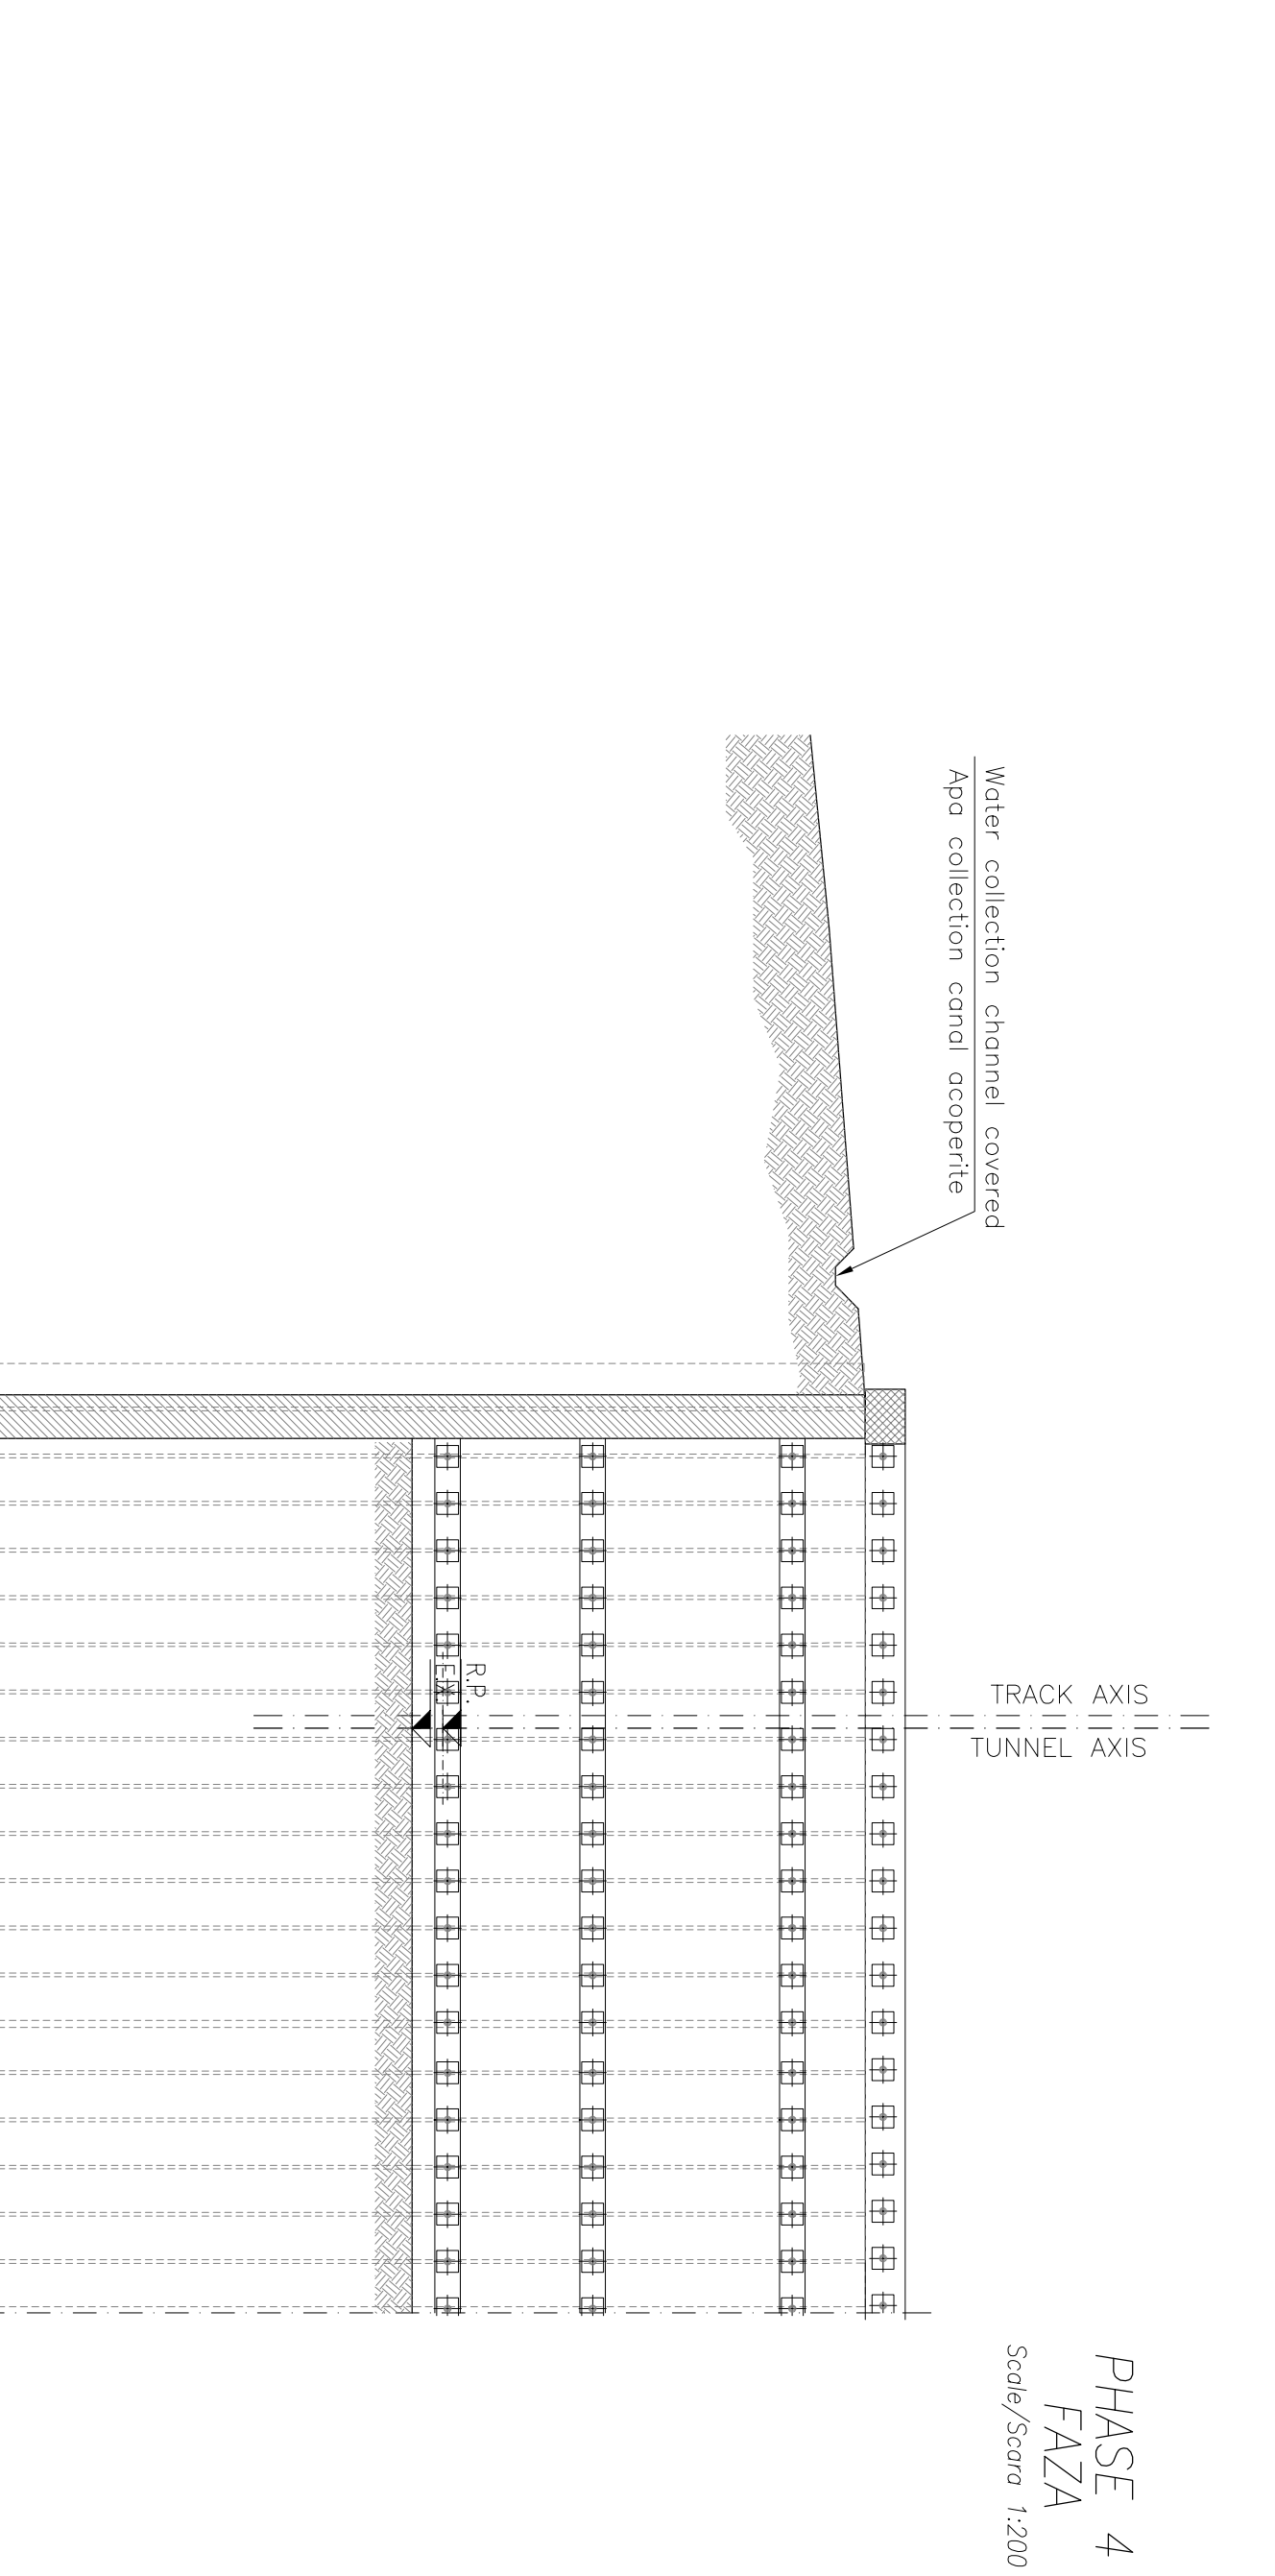 Water collection channel covered
Apa collection canal acoperite
TRACK AXIS
TUNNEL AXIS
R.P.
E.X.
PHASE 4
FAZA
Scale/Scara 1:200